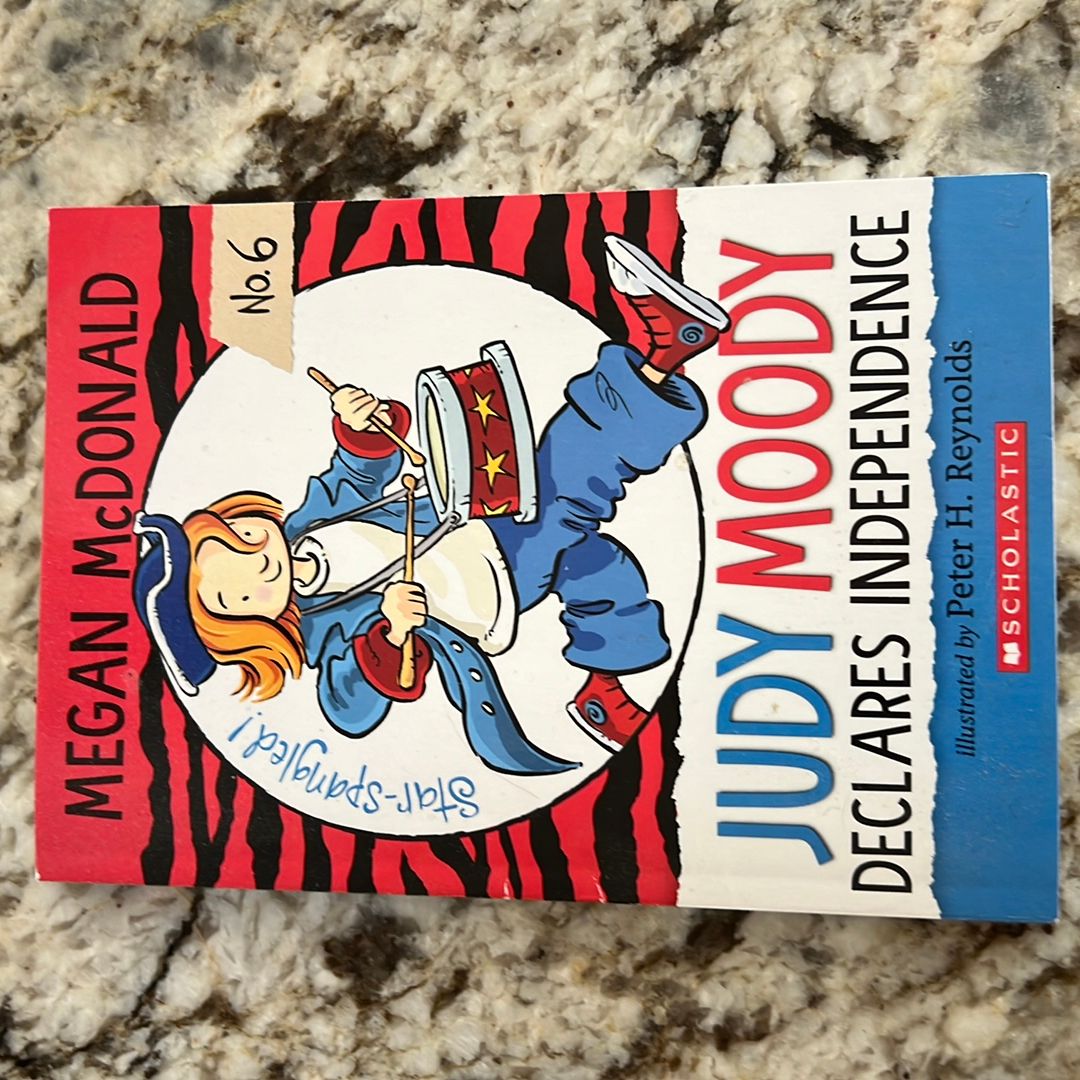 MEGAN McDONALD
No. 6
Star-spangled!
JUDY MOODY
DECLARES INDEPENDENCE
illustrated by Peter H. Reynolds
SCHOLASTIC